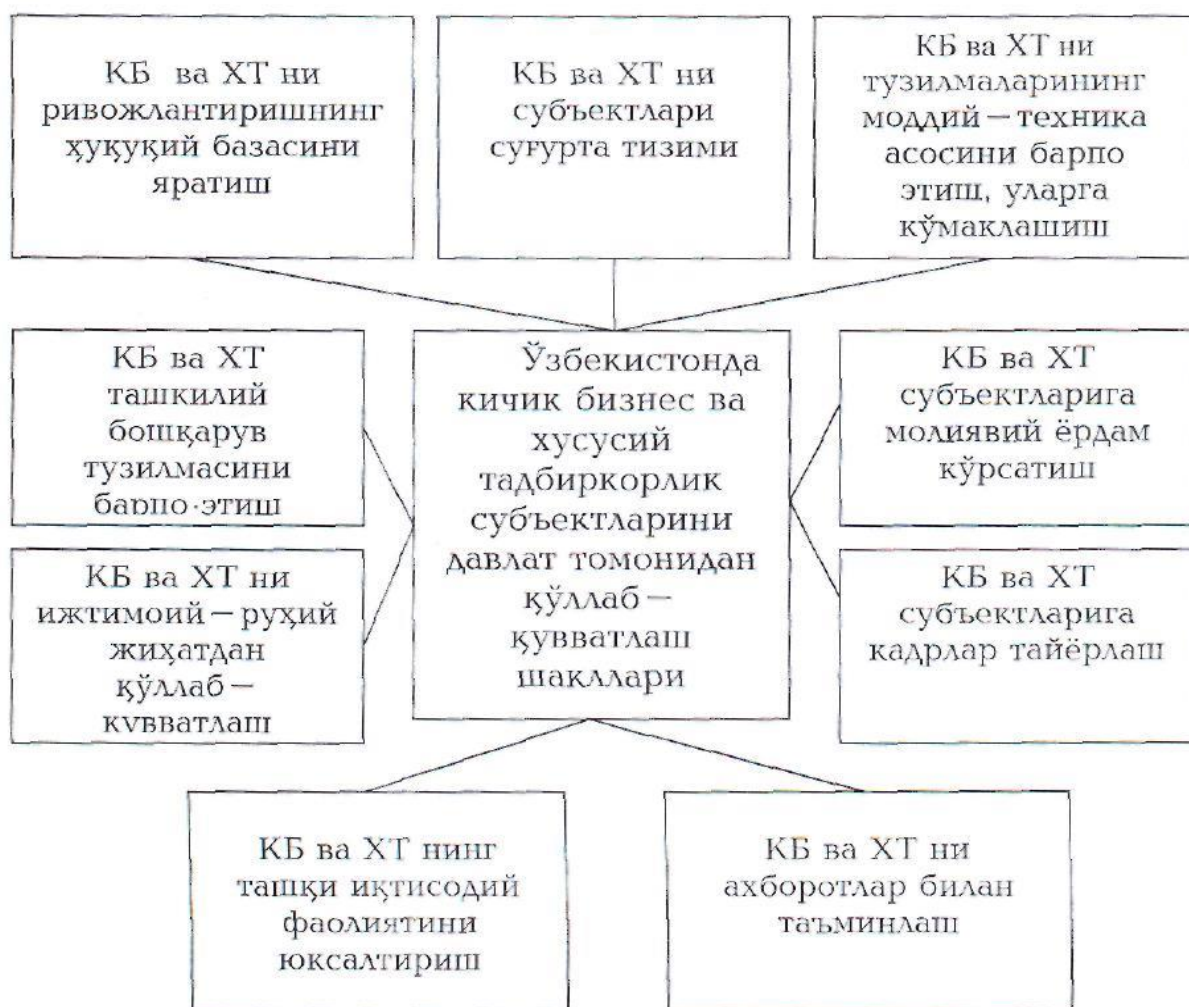 КБ ва ХТ ни
ривожлантиришнинг
ҳуқуқий базасини
яратиш
КБ ва ХТ ни
субъектлари
суғурта тизими
КБ ва ХТ ни
тузилмаларининг
моддий – техника
асосини барпо
этиш, уларга
кўмаклашиш
КБ ва ХТ
ташкилий
бошқарув
тузилмасини
барпо этиш
Ўзбекистонда
кичик бизнес ва
хусусий
тадбиркорлик
субъектларини
давлат томонидан
қўллаб –
қувватлаш
шакллари
КБ ва ХТ
субъектларига
молиявий ёрдам
кўрсатиш
КБ ва ХТ ни
ижтимоий – руҳий
жиҳатдан
қўллаб –
қувватлаш
КБ ва ХТ
субъектларига
кадрлар тайёрлаш
КБ ва ХТ нинг
ташқи иқтисодий
фаолиятини
юксалтириш
КБ ва ХТ ни
ахборотлар билан
таъминлаш